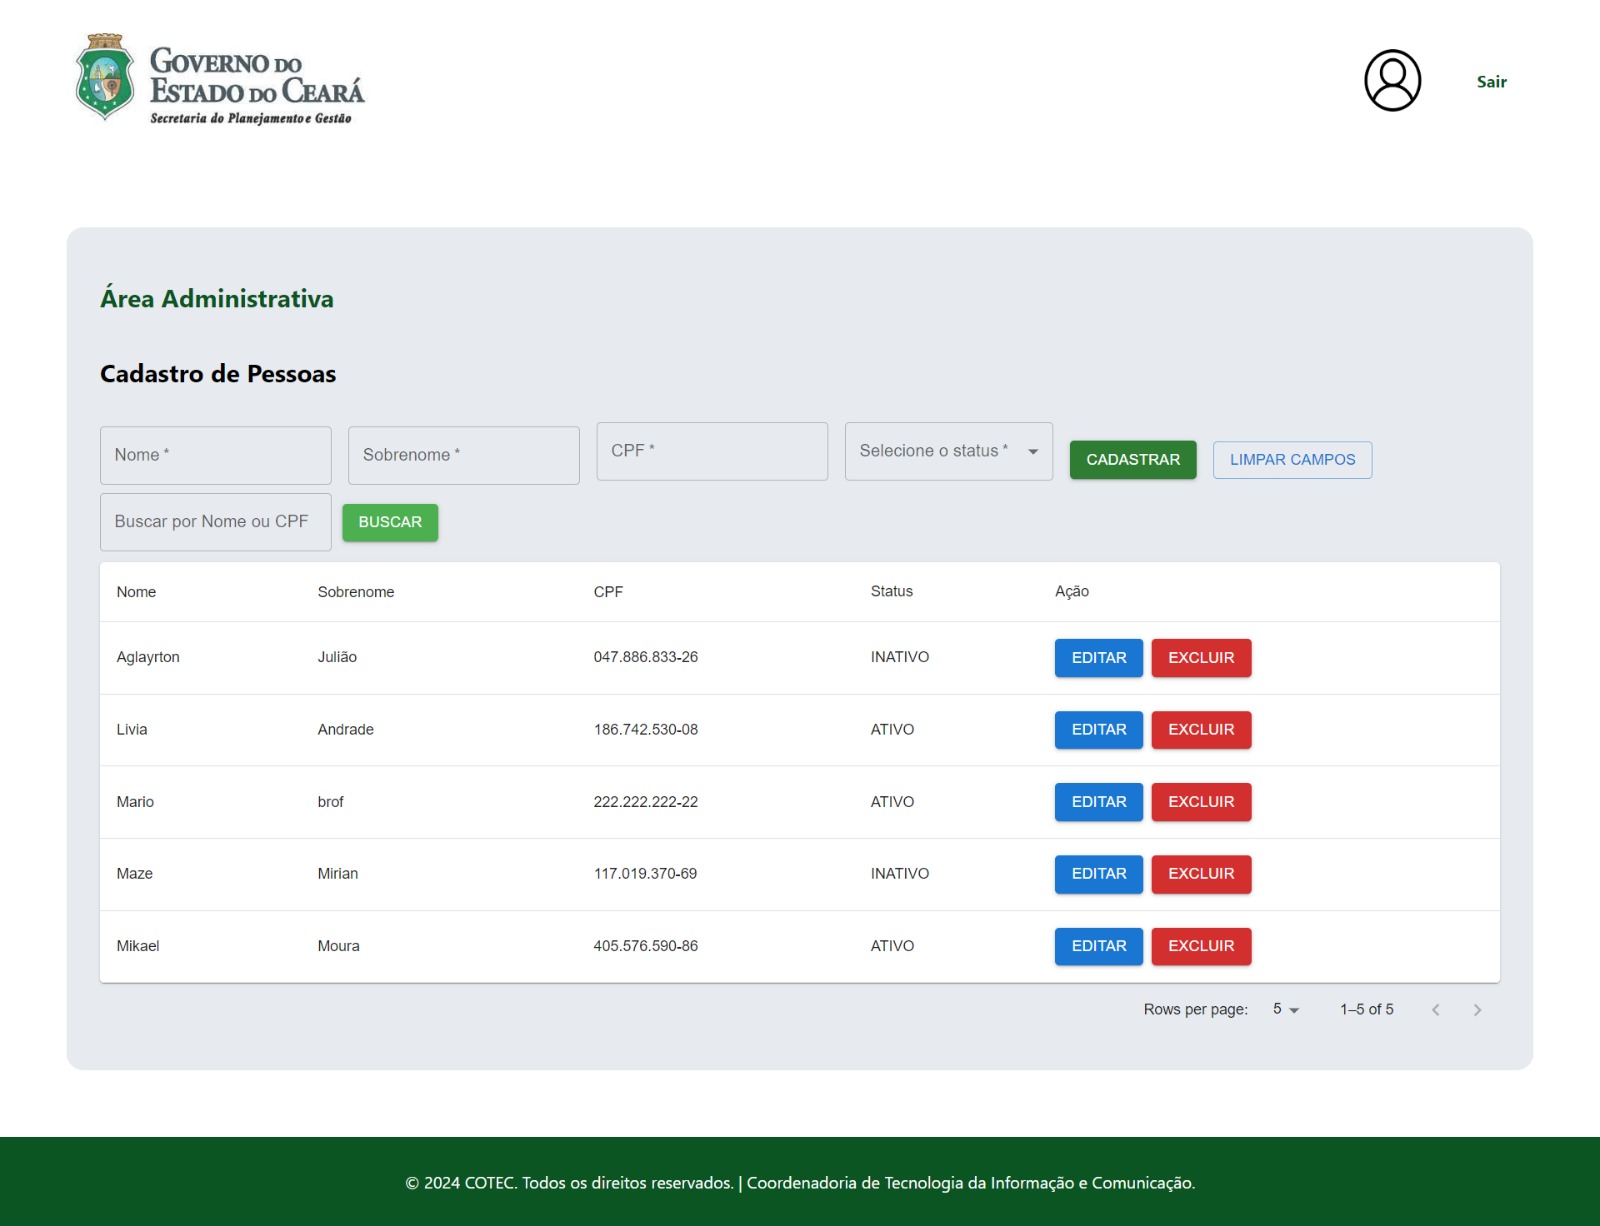 GOVERNO DO
ESTADO DO CEARÁ
Secretaria do Planejamento e Gestão
Sair
Área Administrativa
Cadastro de Pessoas
Nome *
Sobrenome *
CPF *
Selecione o status *
CADASTRAR
LIMPAR CAMPOS
Buscar por Nome ou CPF
BUSCAR
Nome Sobrenome CPF Status Ação
Aglayrton Julião 047.886.833-26 INATIVO EDITAR EXCLUIR
Livia Andrade 186.742.530-08 ATIVO EDITAR EXCLUIR
Mario brof 222.222.222-22 ATIVO EDITAR EXCLUIR
Maze Mirian 117.019.370-69 INATIVO EDITAR EXCLUIR
Mikael Moura 405.576.590-86 ATIVO EDITAR EXCLUIR
Rows per page: 5 1–5 of 5
© 2024 COTEC. Todos os direitos reservados. | Coordenadoria de Tecnologia da Informação e Comunicação.